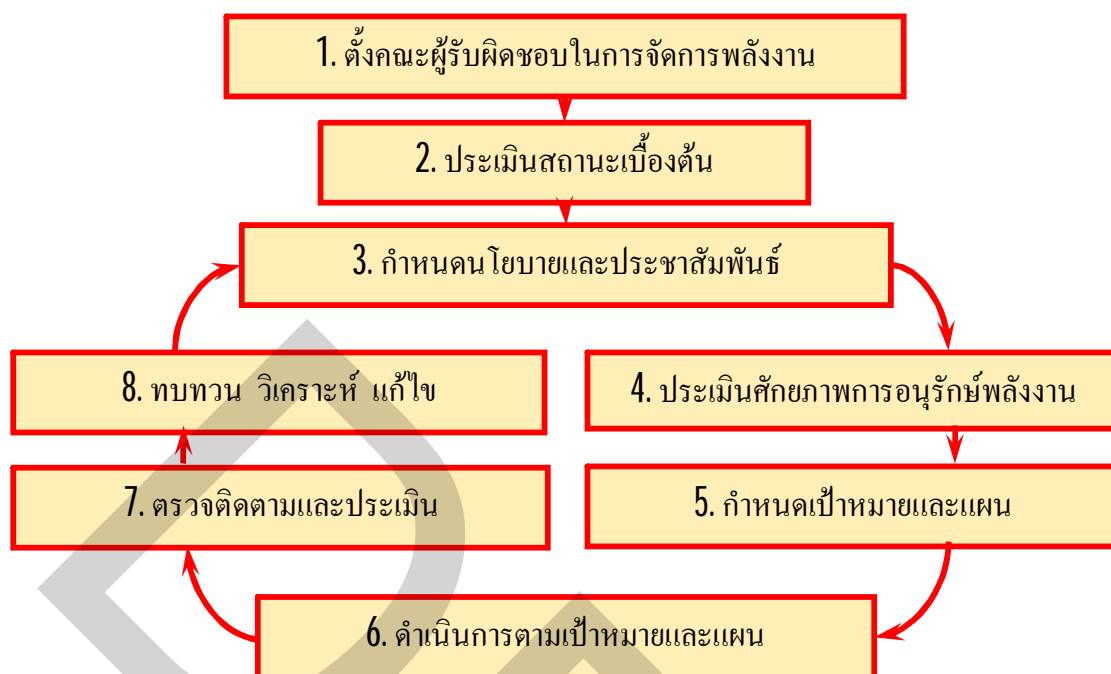 1. ตั้งคณะผู้รับผิดชอบในการจัดการพลังงาน
2. ประเมินสถานะเบื้องต้น
3. กำหนดนโยบายและประชาสัมพันธ์
4. ประเมินศักยภาพการอนุรักษ์พลังงาน
5. กำหนดเป้าหมายและแผน
6. ดำเนินการตามเป้าหมายและแผน
7. ตรวจติดตามและประเมิน
8. ทบทวน วิเคราะห์ แก้ไข